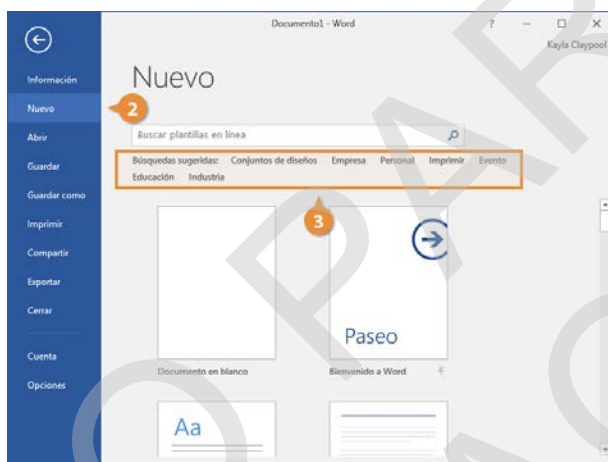 Documento1 - Word
?
Kayla Claypool
Información
Nuevo
Abrir
Guardar
Guardar como
Imprimir
Compartir
Exportar
Cerrar
Cuenta
Opciones
Nuevo
2
Buscar plantillas en línea
Búsquedas sugeridas: Conjuntos de diseños Empresa Personal Imprimir Evento
Educación Industria
3
Documento en blanco
Paseo
Bienvenido a Word
Aa